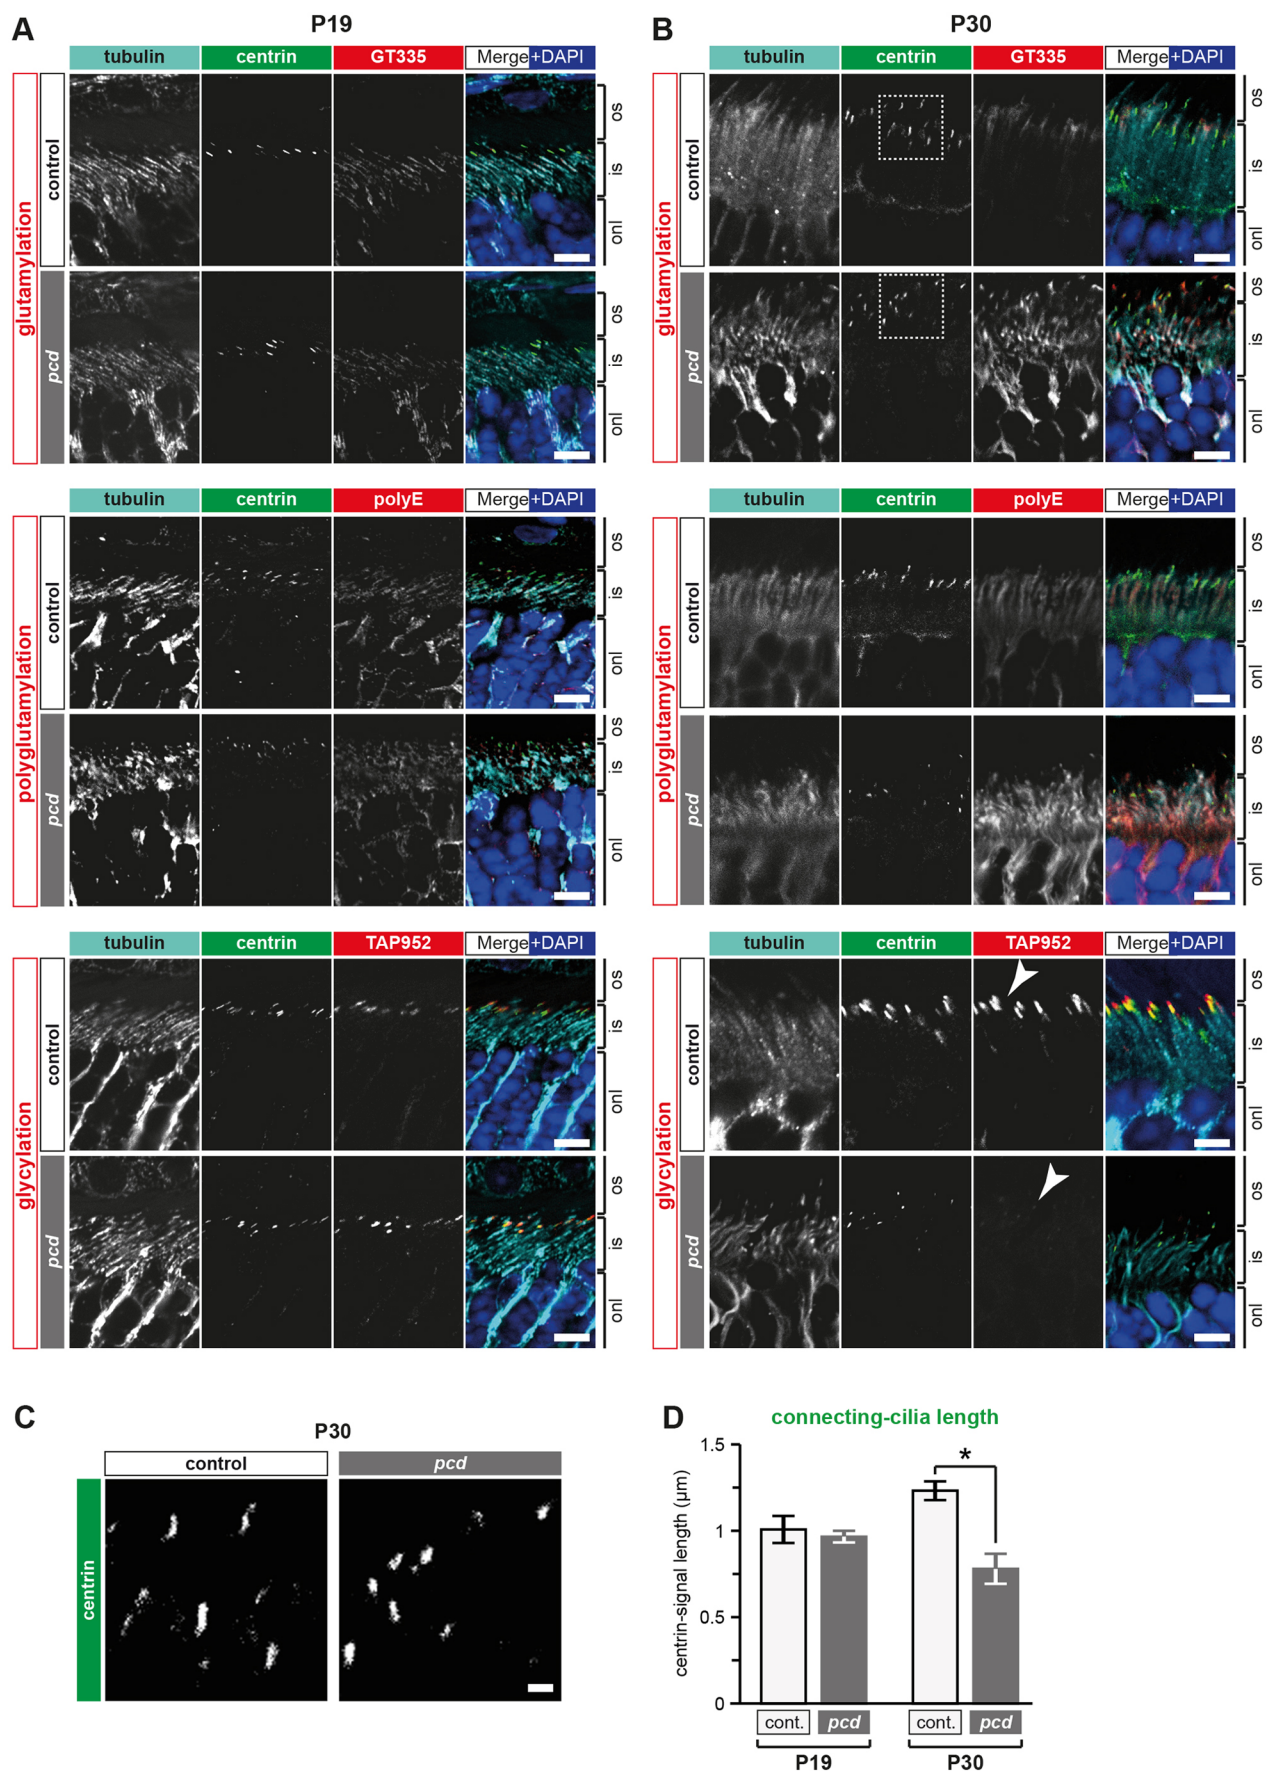 A
P19
tubulin centrin GT335 Merge+DAPI
glutamylation
control
os
is
onl
pcd
os
is
onl
tubulin centrin polyE Merge+DAPI
polyglutamylation
control
os
is
onl
pcd
os
is
onl
tubulin centrin TAP952 Merge+DAPI
glycylation
control
os
is
onl
pcd
os
is
onl
B
P30
tubulin centrin GT335 Merge+DAPI
glutamylation
control
os
is
onl
pcd
os
is
onl
tubulin centrin polyE Merge+DAPI
polyglutamylation
control
os
is
onl
pcd
os
is
onl
tubulin centrin TAP952 Merge+DAPI
glycylation
control
os
is
onl
pcd
os
is
onl
C
P30
control pcd
centrin
D
connecting-cilia length
centrin-signal length (µm)
1.5
1
0.5
0
*
cont. pcd cont. pcd
P19 P30